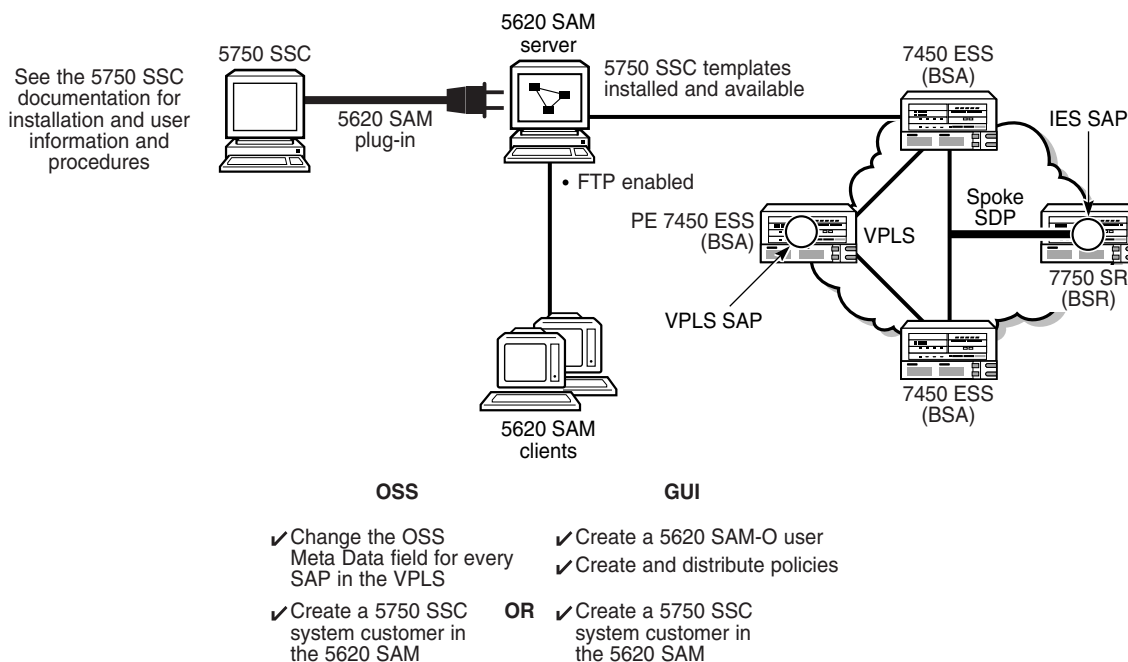 5750 SSC
See the 5750 SSC
documentation for
installation and user
information and
procedures
5620 SAM
plug-in
5620 SAM
server
5750 SSC templates
installed and available
• FTP enabled
5620 SAM
clients
7450 ESS
(BSA)
IES SAP
Spoke
SDP
PE 7450 ESS
(BSA)
VPLS
7750 SR
(BSR)
VPLS SAP
7450 ESS
(BSA)
OSS
✔ Change the OSS
Meta Data field for every
SAP in the VPLS
✔ Create a 5750 SSC
system customer in
the 5620 SAM
OR
GUI
✔ Create a 5620 SAM-O user
✔ Create and distribute policies
✔ Create a 5750 SSC
system customer in
the 5620 SAM